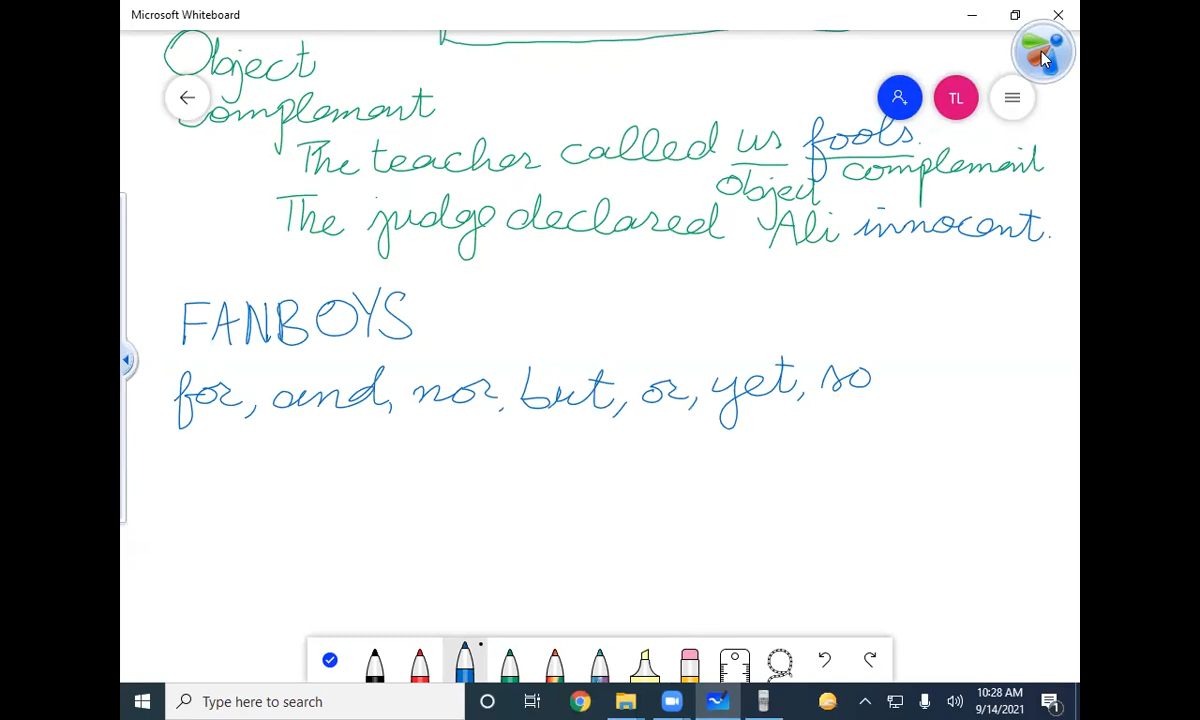 Microsoft Whiteboard
Object
TL
Complement
The teacher called us fools.
Object complement
The judge declared Ali innocent.
FANBOYS
for, and, nor, but, or, yet, so
Type here to search
10:28 AM
9/14/2021
1